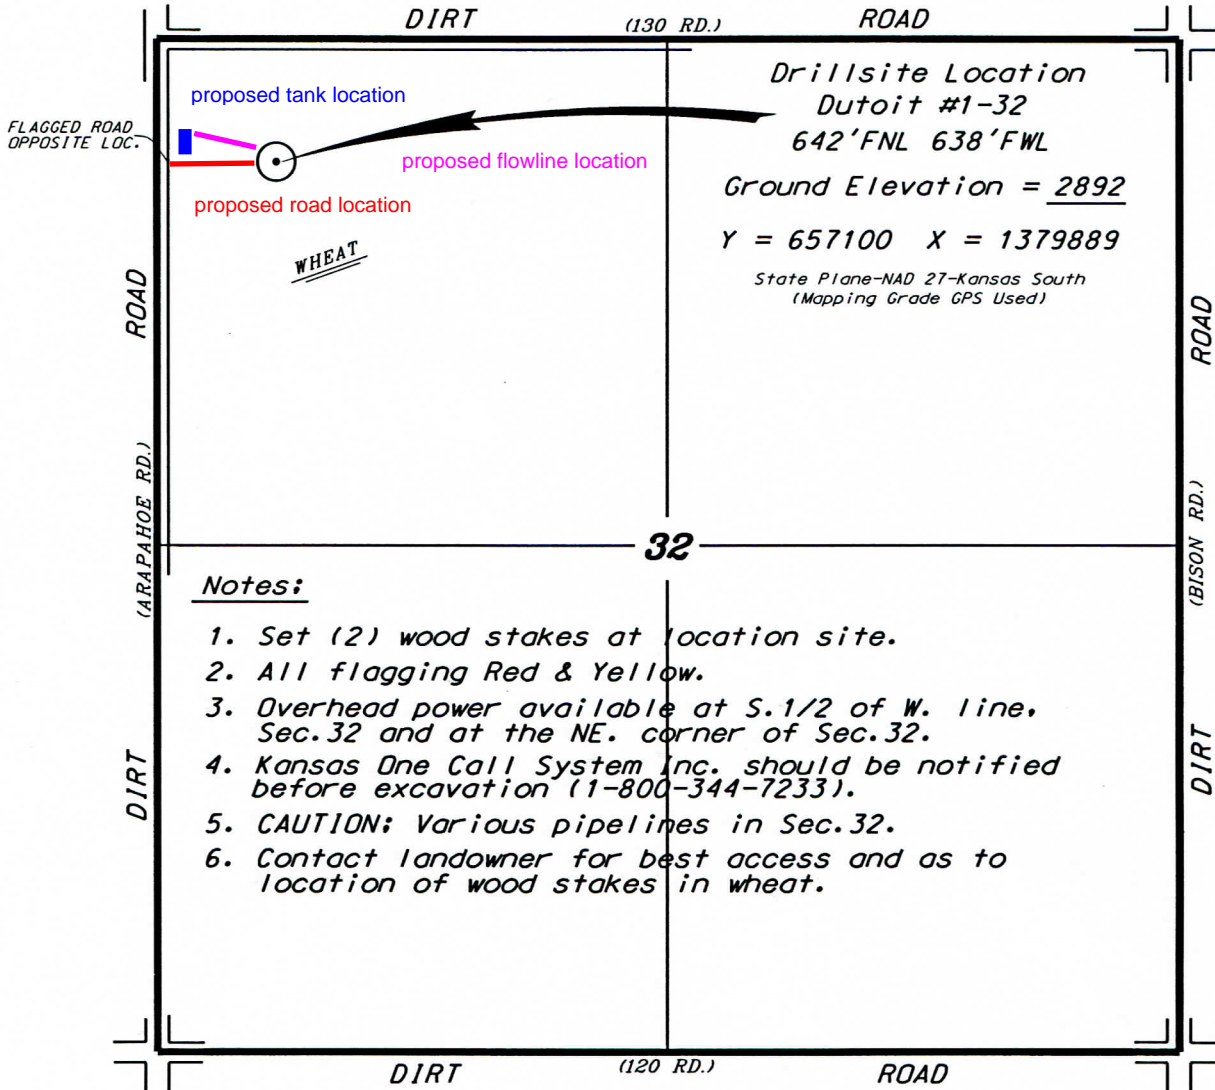 DIRT (130 RD.) ROAD
Drillsite Location
Dutoit #1-32
642'FNL 638'FWL
Ground Elevation = 2892
Y = 657100 X = 1379889
State Plane-NAD 27-Kansas South
(Mapping Grade GPS Used)
proposed tank location
FLAGGED ROAD
OPPOSITE LOC.
proposed flowline location
proposed road location
WHEAT
ROAD
(ARAPAHOE RD.)
DIRT
ROAD
(BISON RD.)
DIRT
32
Notes:
1. Set (2) wood stakes at location site.
2. All flagging Red & Yellow.
3. Overhead power available at S.1/2 of W. line,
Sec.32 and at the NE. corner of Sec.32.
4. Kansas One Call System Inc. should be notified
before excavation (1-800-344-7233).
5. CAUTION: Various pipelines in Sec.32.
6. Contact landowner for best access and as to
location of wood stakes in wheat.
DIRT (120 RD.) ROAD